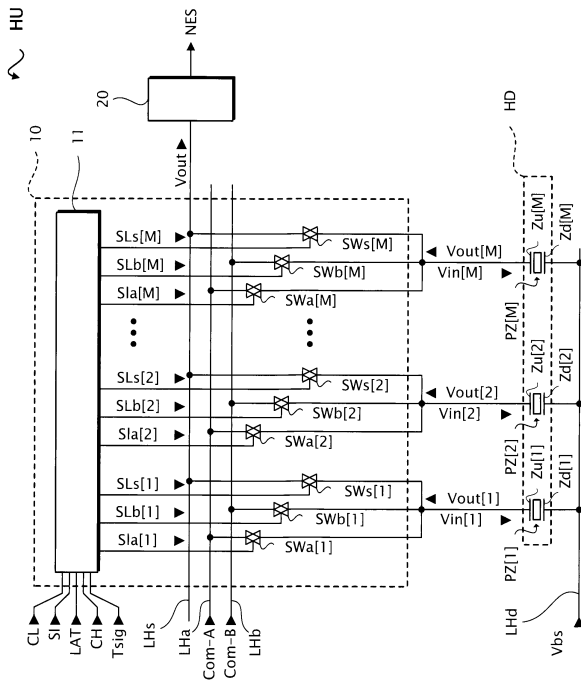 HU
NES
20
Vout
10
11
SLs[M]
SLb[M]
Sla[M]
SWs[M]
SWb[M]
SWa[M]
SLs[2]
SLb[2]
Sla[2]
SWs[2]
SWb[2]
SWa[2]
SLs[1]
SLb[1]
Sla[1]
SWs[1]
SWb[1]
SWa[1]
CL
SI
LAT
CH
Tsig
LHs
LHa
Com-A
Com-B
LHb
HD
Vout[M]
Vin[M]
PZ[M]
Zu[M]
Zd[M]
Vout[2]
Vin[2]
PZ[2]
Zu[2]
Zd[2]
Vout[1]
Vin[1]
PZ[1]
Zu[1]
Zd[1]
LHd
Vbs